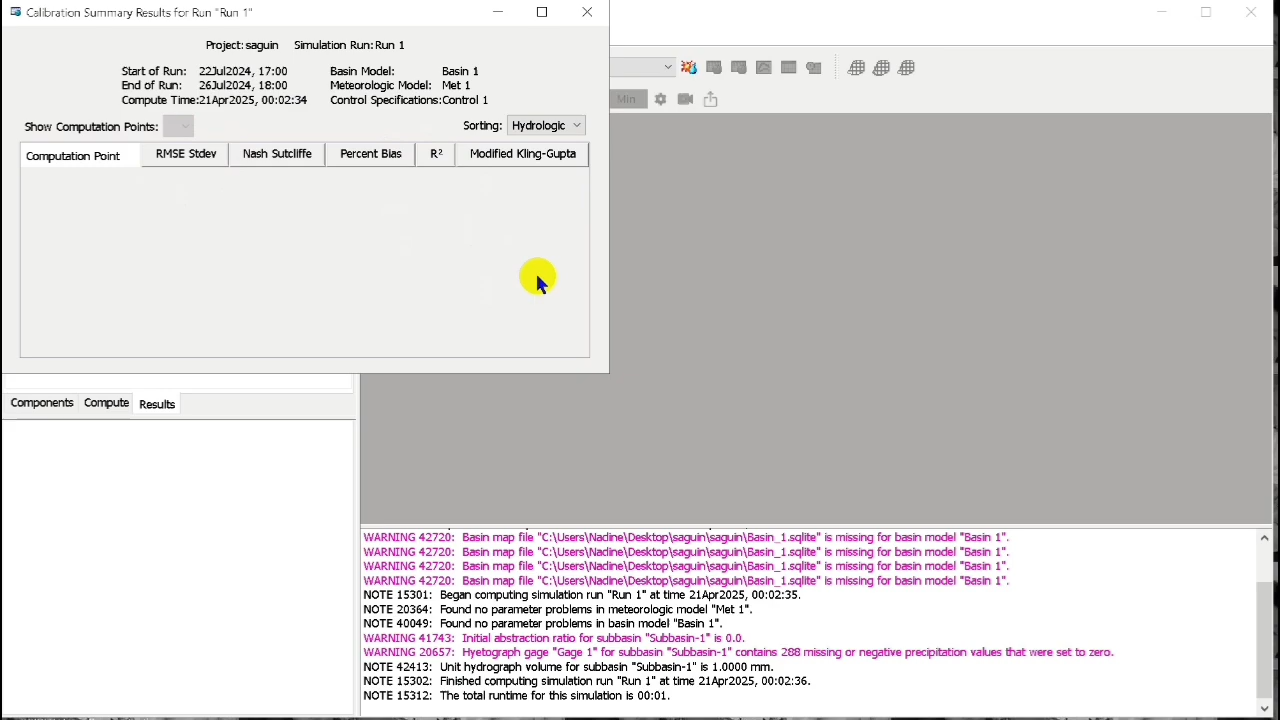 Calibration Summary Results for Run "Run 1"
Project: saguin Simulation Run: Run 1
Start of Run: 22Jul2024, 17:00 Basin Model: Basin 1
End of Run: 26Jul2024, 18:00 Meteorologic Model: Met 1
Compute Time:21Apr2025, 00:02:34 Control Specifications:Control 1
Show Computation Points: Sorting: Hydrologic
Computation Point RMSE Stdev Nash Sutcliffe Percent Bias R² Modified Kling-Gupta
Min
Components Compute Results
WARNING 42720: Basin map file "C:\Users\Nadine\Desktop\saguin\saguin\Basin_1.sqlite" is missing for basin model "Basin 1".
WARNING 42720: Basin map file "C:\Users\Nadine\Desktop\saguin\saguin\Basin_1.sqlite" is missing for basin model "Basin 1".
WARNING 42720: Basin map file "C:\Users\Nadine\Desktop\saguin\saguin\Basin_1.sqlite" is missing for basin model "Basin 1".
WARNING 42720: Basin map file "C:\Users\Nadine\Desktop\saguin\saguin\Basin_1.sqlite" is missing for basin model "Basin 1".
NOTE 15301: Began computing simulation run "Run 1" at time 21Apr2025, 00:02:35.
NOTE 20364: Found no parameter problems in meteorologic model "Met 1".
NOTE 40049: Found no parameter problems in basin model "Basin 1".
WARNING 41743: Initial abstraction ratio for subbasin "Subbasin-1" is 0.0.
WARNING 20657: Hyetograph gage "Gage 1" for subbasin "Subbasin-1" contains 288 missing or negative precipitation values that were set to zero.
NOTE 42413: Unit hydrograph volume for subbasin "Subbasin-1" is 1.0000 mm.
NOTE 15302: Finished computing simulation run "Run 1" at time 21Apr2025, 00:02:36.
NOTE 15312: The total runtime for this simulation is 00:01.